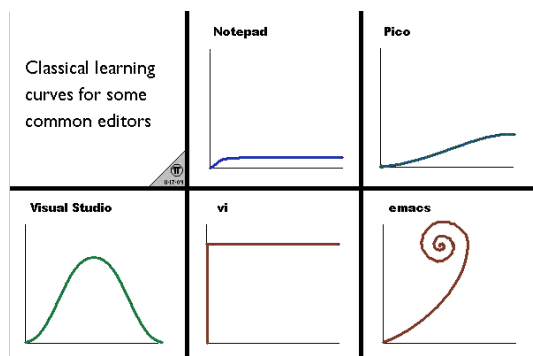 Classical learning
curves for some
common editors
Notepad
Pico
Visual Studio
vi
emacs